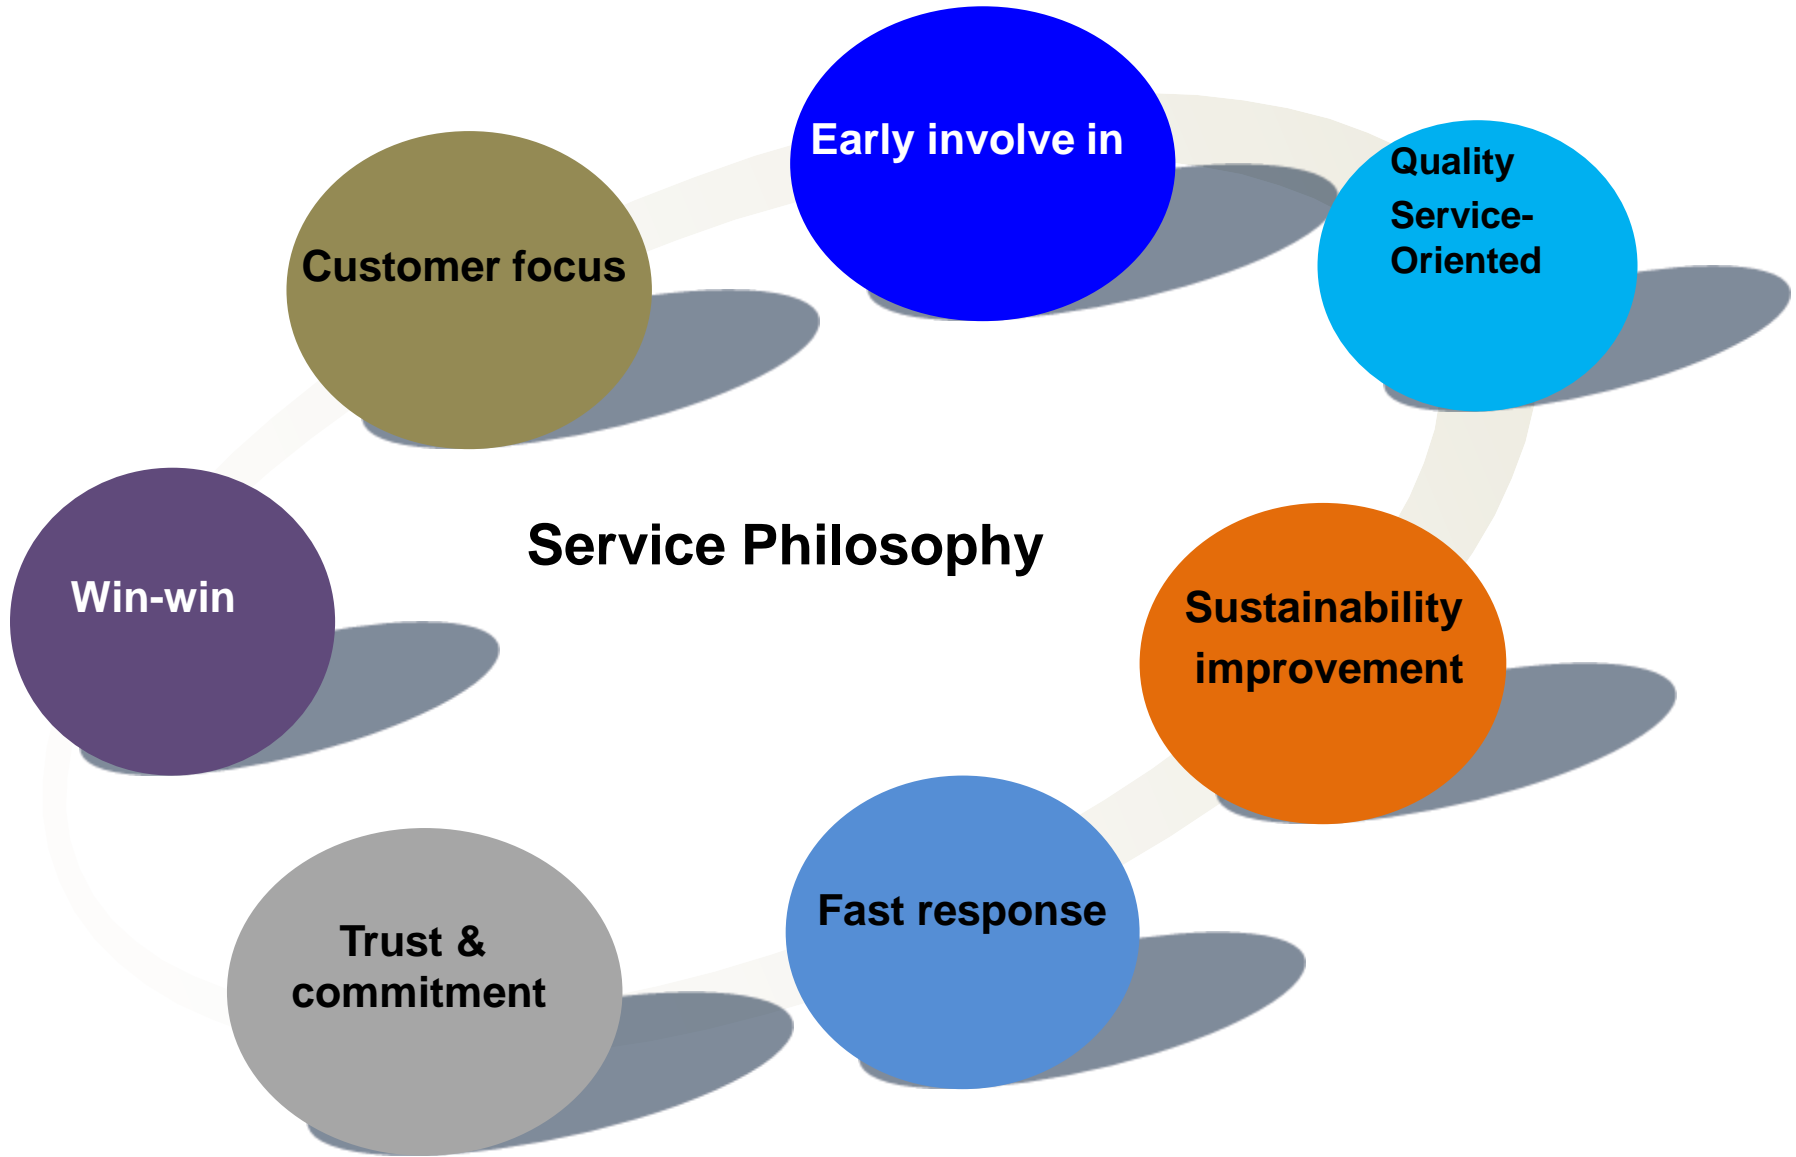 Early involve in
Quality
Service-
Oriented
Customer focus
Service Philosophy
Win-win
Sustainability
improvement
Fast response
Trust &
commitment